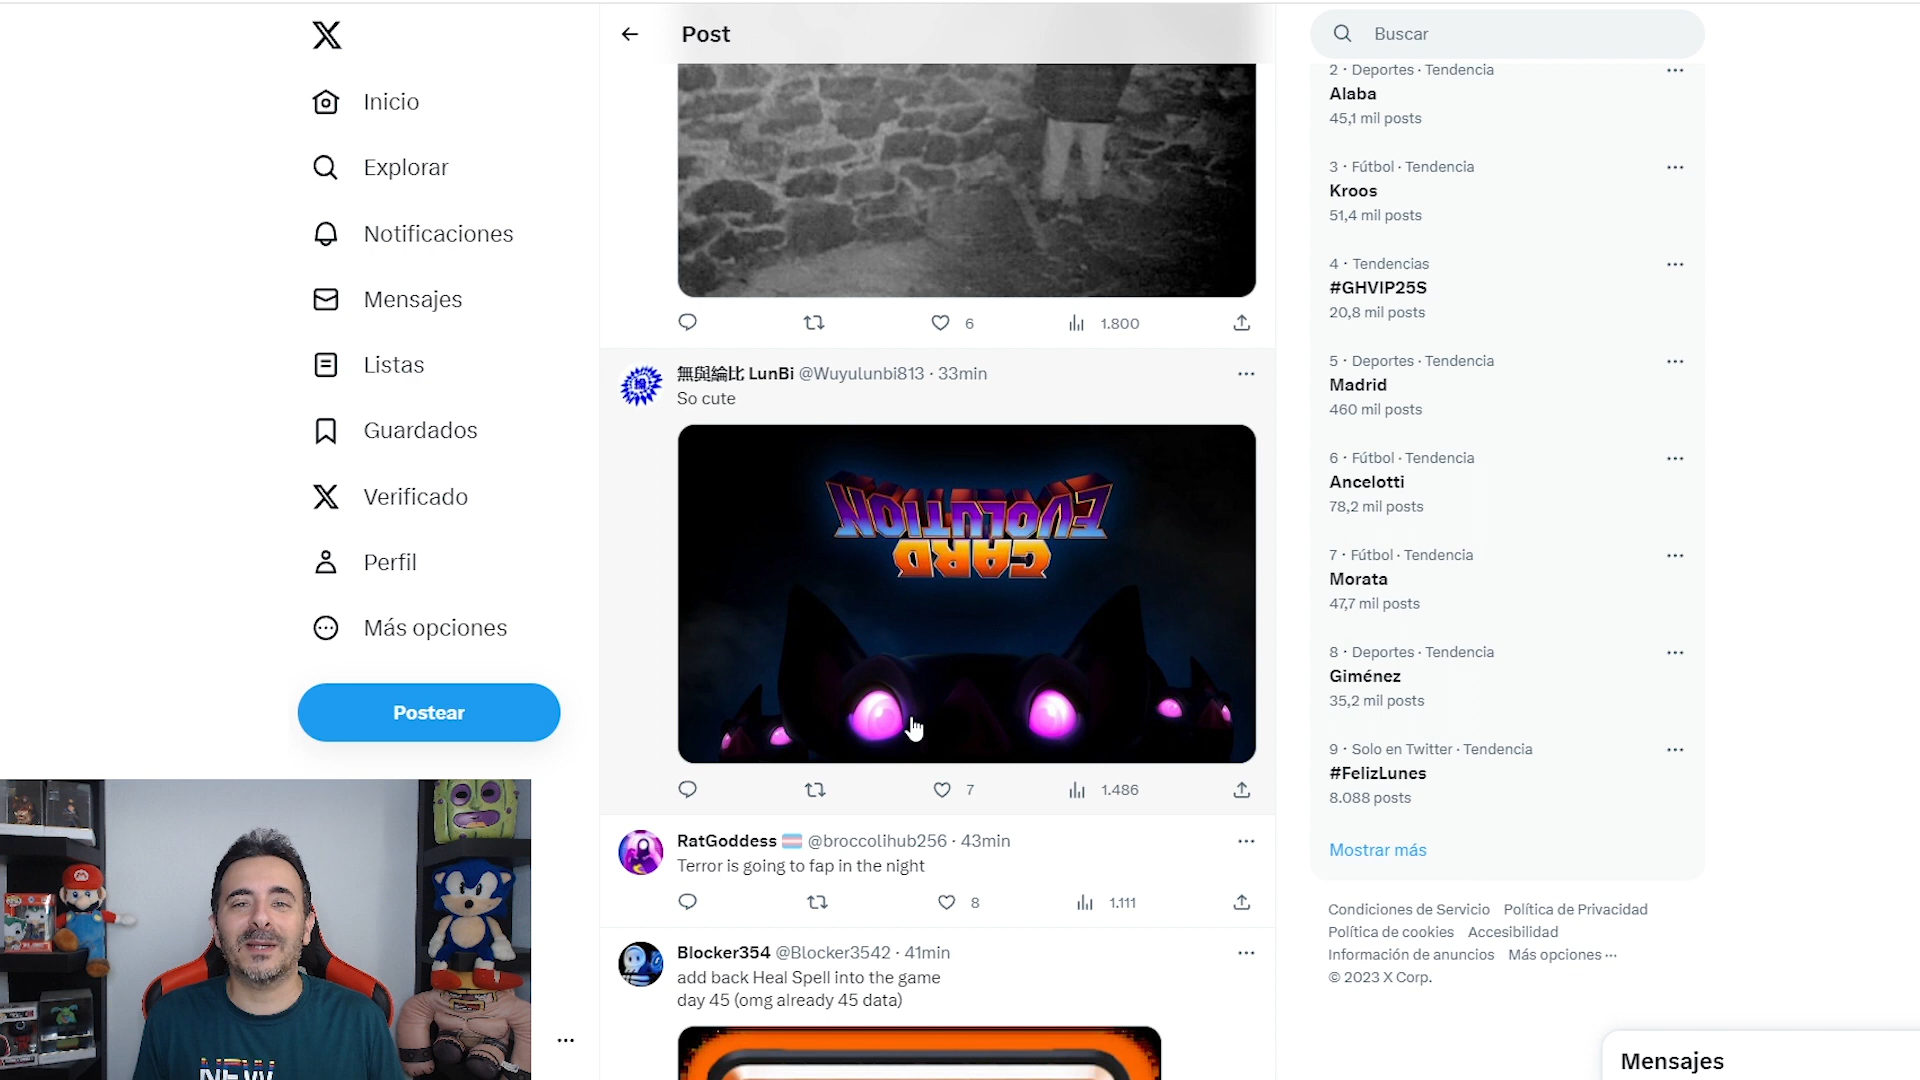 Inicio
Explorar
Notificaciones
Mensajes
Listas
Guardados
Verificado
Perfil
Más opciones
Postear
NEW
Post
6
1.800
無與綸比 LunBi @Wuyulunbi813 · 33min
So cute
CARD
EVOLUTION
7
1.486
RatGoddess @broccolihub256 · 43min
Terror is going to fap in the night
8
1.111
Blocker354 @Blocker3542 · 41min
add back Heal Spell into the game
day 45 (omg already 45 data)
Buscar
2 · Deportes · Tendencia
Alaba
45,1 mil posts
3 · Fútbol · Tendencia
Kroos
51,4 mil posts
4 · Tendencias
#GHVIP25S
20,8 mil posts
5 · Deportes · Tendencia
Madrid
460 mil posts
6 · Fútbol · Tendencia
Ancelotti
78,2 mil posts
7 · Fútbol · Tendencia
Morata
47,7 mil posts
8 · Deportes · Tendencia
Giménez
35,2 mil posts
9 · Solo en Twitter · Tendencia
#FelizLunes
8.088 posts
Mostrar más
Condiciones de Servicio Política de Privacidad
Política de cookies Accesibilidad
Información de anuncios Más opciones ···
© 2023 X Corp.
Mensajes